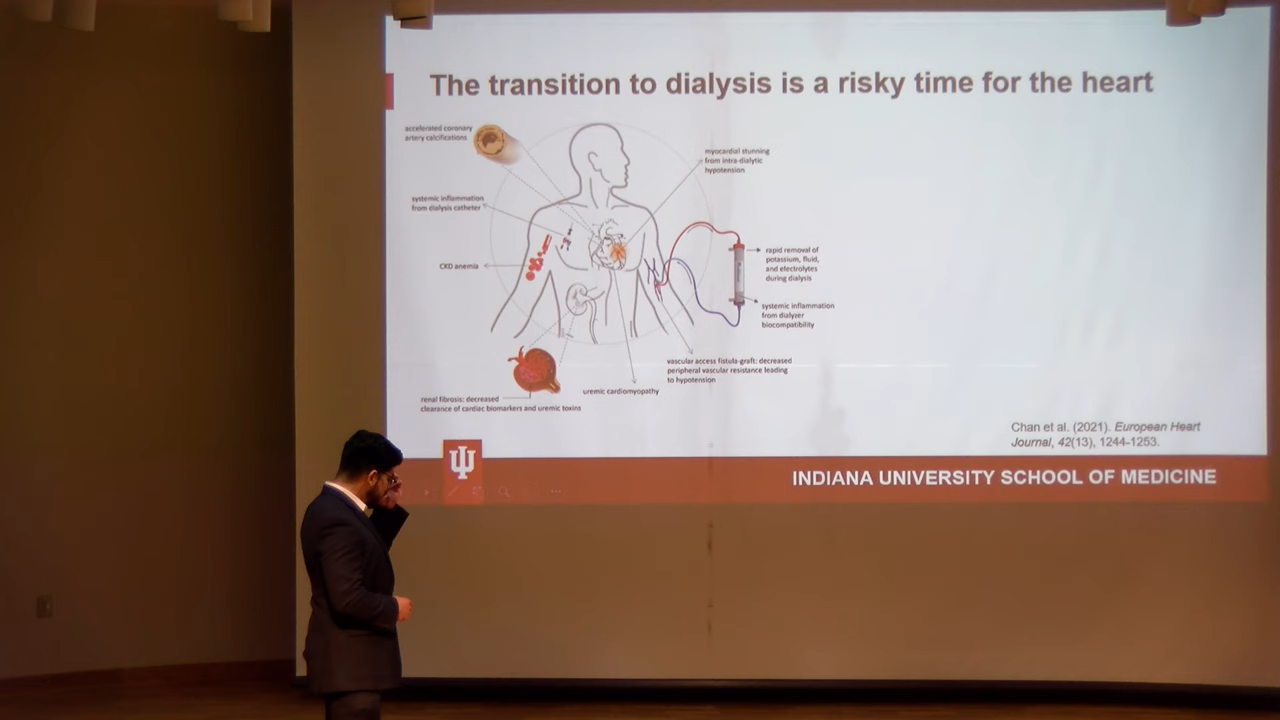 The transition to dialysis is a risky time for the heart
accelerated coronary
artery calcifications
myocardial stunning
from intra-dialytic
hypotension
systemic inflammation
from dialysis catheter
CKD anemia
rapid removal of
potassium, fluid,
and electrolytes
during dialysis
systemic inflammation
from dialyzer
biocompatibility
vascular access fistula-graft: decreased
peripheral vascular resistance leading
to hypotension
uremic cardiomyopathy
renal fibrosis: decreased
clearance of cardiac biomarkers and uremic toxins
Chan et al. (2021). European Heart
Journal, 42(13), 1244-1253.
INDIANA UNIVERSITY SCHOOL OF MEDICINE